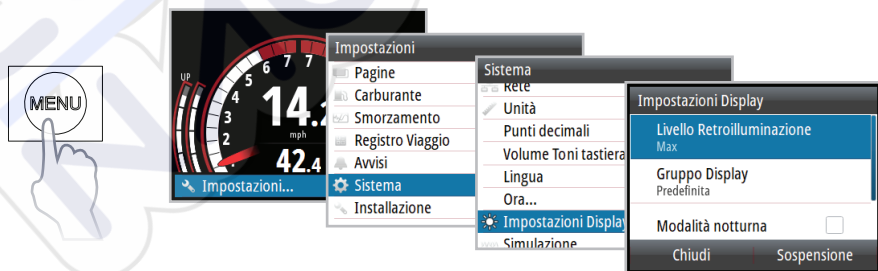 MENU
UP
5
6
7
7
4
3
2
14.
mph
42.4
Impostazioni...
Impostazioni
Pagine
Carburante
Smorzamento
Registro Viaggio
Avvisi
Sistema
Installazione
Sistema
Rete
Unità
Punti decimali
Volume Toni tastiera
Lingua
Ora...
Impostazioni Display
Simulazione
Impostazioni Display
Livello Retroilluminazione
Max
Gruppo Display
Predefinita
Modalità notturna
Chiudi Sospensione